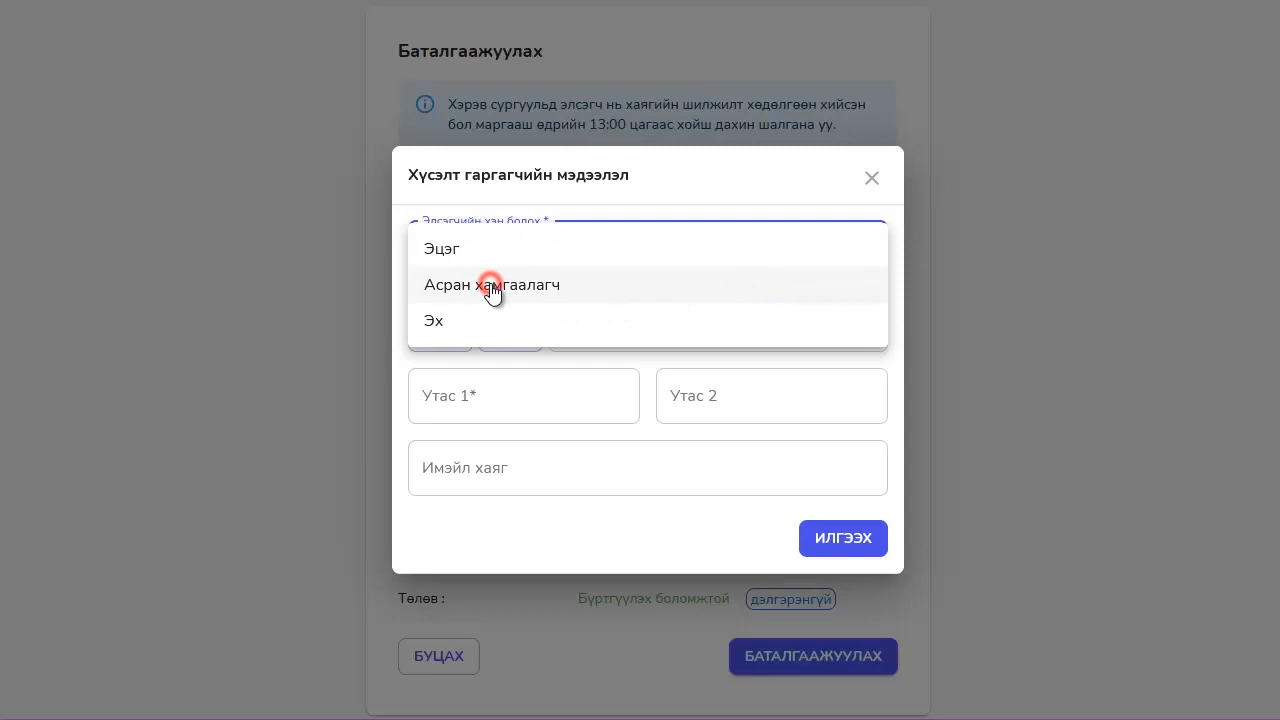 Баталгаажуулах
Хэрэв сургуульд элсэгч нь хаягийн шилжилт хөдөлгөөн хийсэн
бол маргааш өдрийн 13:00 цагаас хойш дахин шалгана уу.
Хүсэлт гаргагчийн мэдээлэл
Элсэгчийн хэн болох *
Эцэг
Асран хамгаалагч
Эх
Утас 1*
Утас 2
Имэйл хаяг
ИЛГЭЭХ
Төлөв :
Бүртгүүлэх боломжтой
дэлгэрэнгүй
БУЦАХ
БАТАЛГААЖУУЛАХ